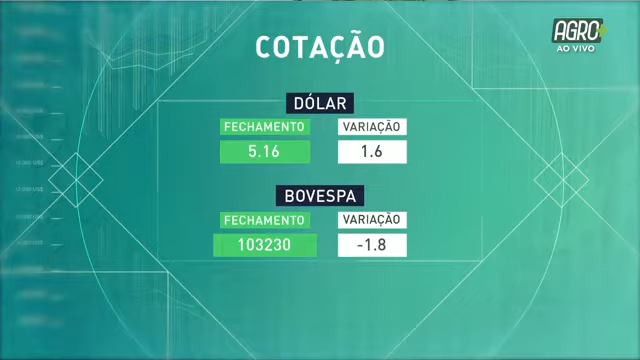 COTAÇÃO
AGRO+
AO VIVO
DÓLAR
FECHAMENTO VARIAÇÃO
5.16 1.6
BOVESPA
FECHAMENTO VARIAÇÃO
103230 -1.8